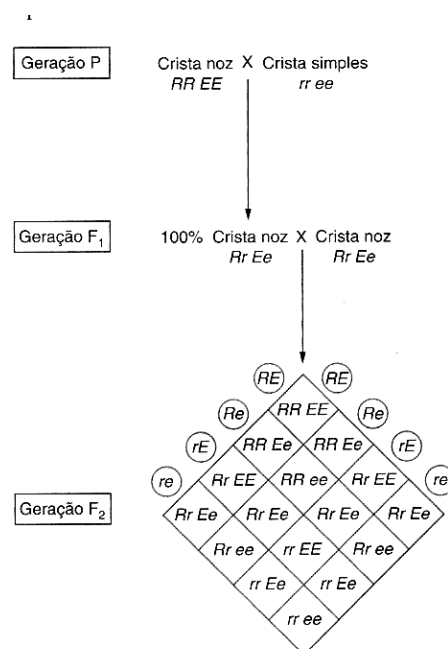 Geração P
Crista noz X Crista simples
RR EE rr ee
Geração F₁
100% Crista noz X Crista noz
Rr Ee Rr Ee
RE RE
RR EE
Re Re
RR Ee RR Ee
rE rE
Rr EE RR ee Rr EE
re re
Geração F₂
Rr Ee Rr Ee Rr Ee Rr Ee
Rr ee rr EE Rr ee
rr Ee rr Ee
rr ee